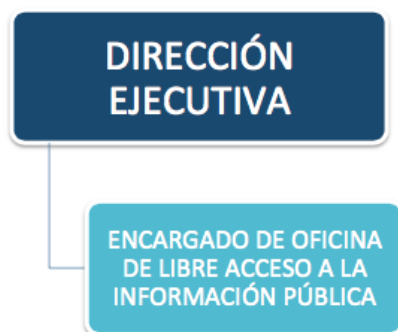 DIRECCIÓN
EJECUTIVA
ENCARGADO DE OFICINA
DE LIBRE ACCESO A LA
INFORMACIÓN PÚBLICA